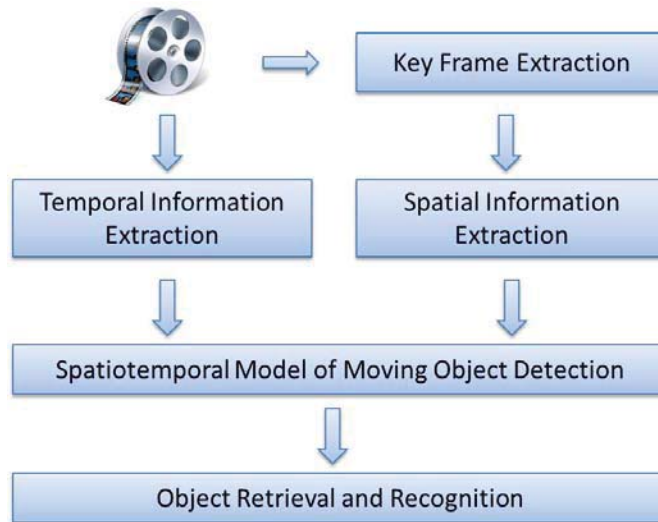 Key Frame Extraction
Temporal Information
Extraction
Spatial Information
Extraction
Spatiotemporal Model of Moving Object Detection
Object Retrieval and Recognition